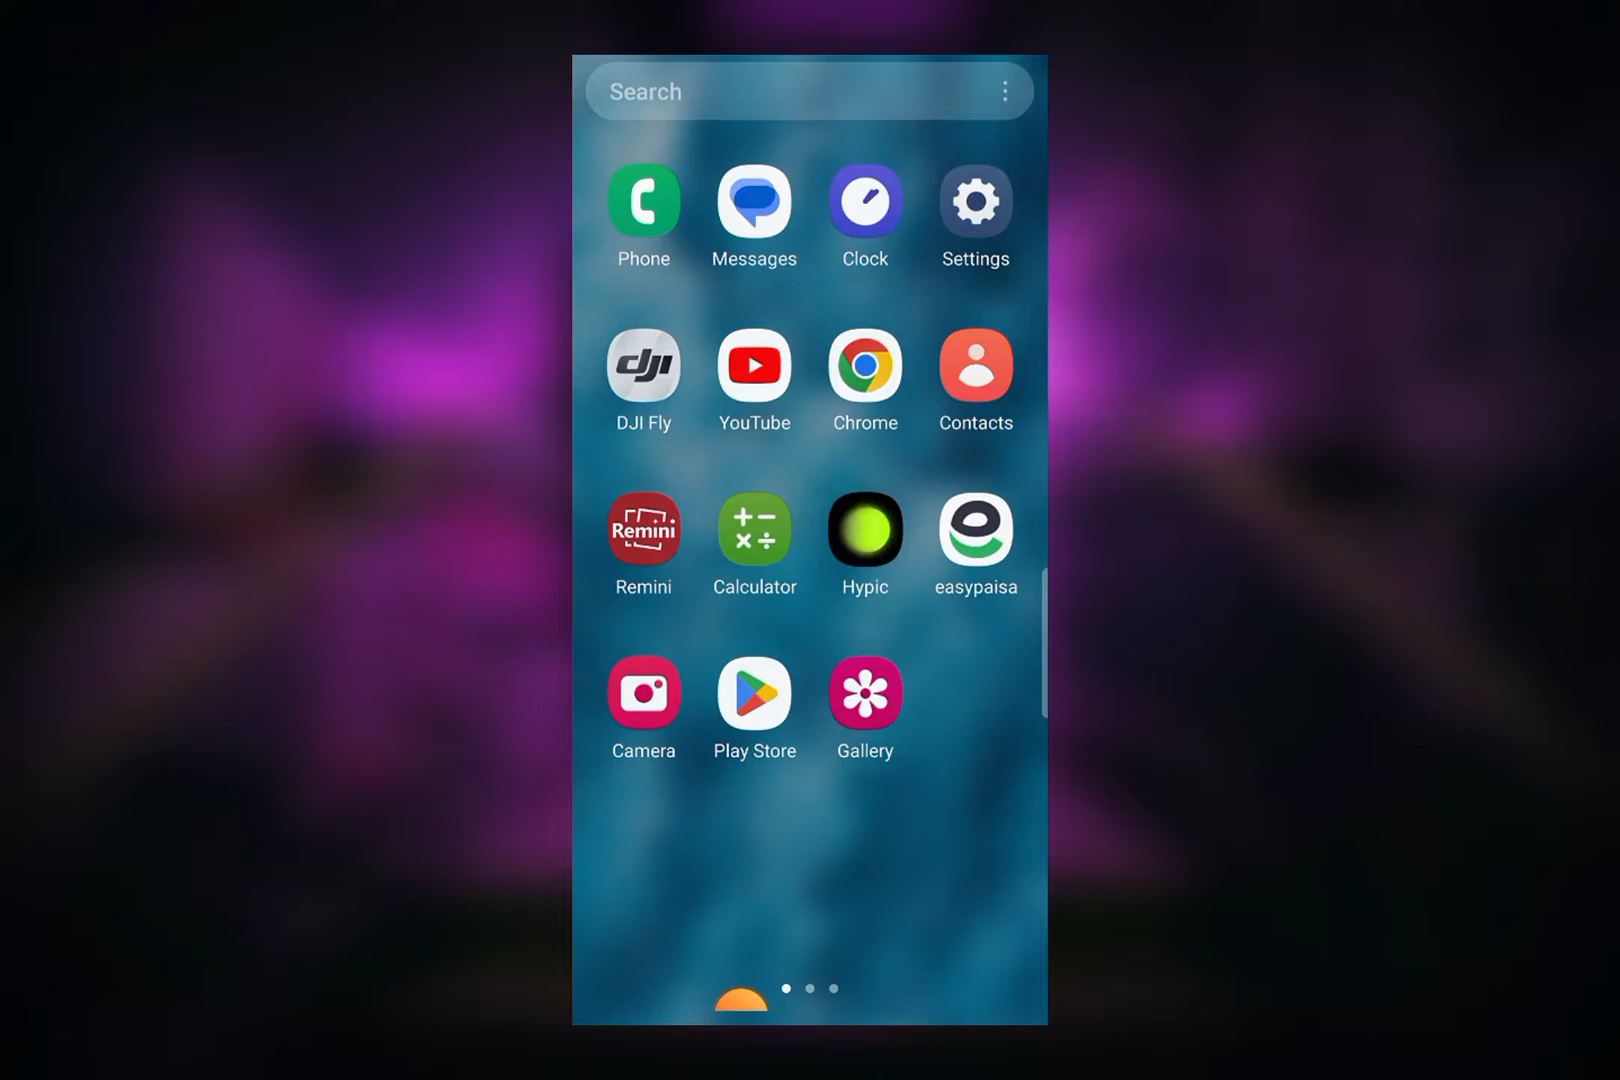 Search
Phone Messages Clock Settings
dji
DJI Fly YouTube Chrome Contacts
Remini
Remini Calculator Hypic easypaisa
Camera Play Store Gallery